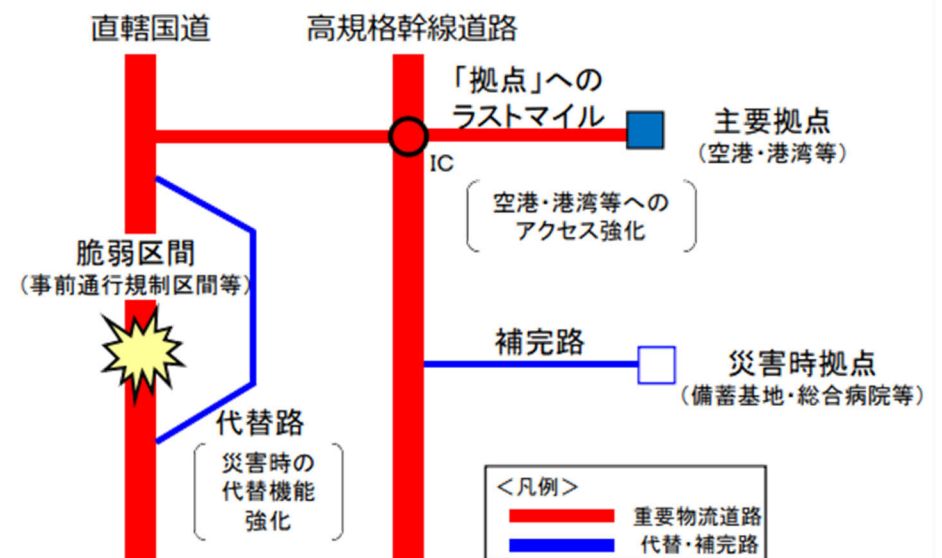 直轄国道
高規格幹線道路
「拠点」への
ラストマイル
主要拠点
（空港・港湾等）
IC
空港・港湾等への
アクセス強化
脆弱区間
（事前通行規制区間等）
補完路
災害時拠点
（備蓄基地・総合病院等）
代替路
災害時の
代替機能
強化
＜凡例＞
重要物流道路
代替・補完路